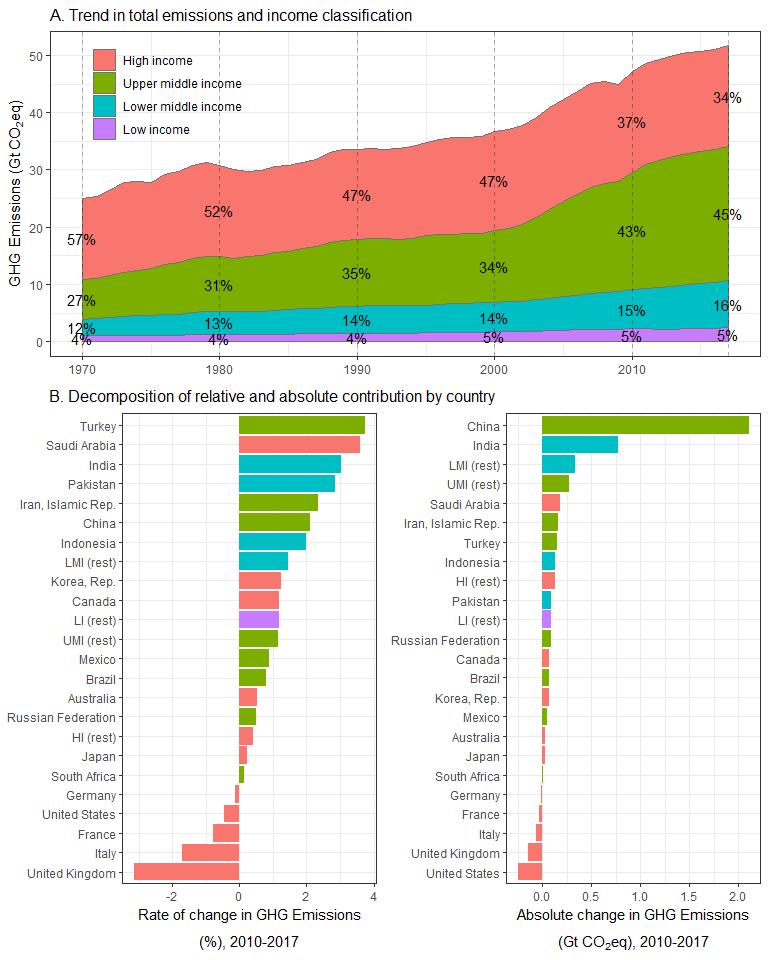 A. Trend in total emissions and income classification
GHG Emissions (Gt CO₂eq)
50
40
30
20
10
0
High income
Upper middle income
Lower middle income
Low income
57%
52%
47%
47%
37%
34%
27%
31%
35%
34%
43%
45%
12%
13%
14%
14%
15%
16%
4%
4%
4%
5%
5%
5%
1970 1980 1990 2000 2010
B. Decomposition of relative and absolute contribution by country
Turkey
Saudi Arabia
India
Pakistan
Iran, Islamic Rep.
China
Indonesia
LMI (rest)
Korea, Rep.
Canada
LI (rest)
UMI (rest)
Mexico
Brazil
Australia
Russian Federation
HI (rest)
Japan
South Africa
Germany
United States
France
Italy
United Kingdom
-2 0 2 4
Rate of change in GHG Emissions
(%), 2010-2017
China
India
LMI (rest)
UMI (rest)
Saudi Arabia
Iran, Islamic Rep.
Turkey
Indonesia
HI (rest)
Pakistan
LI (rest)
Russian Federation
Canada
Brazil
Korea, Rep.
Mexico
Australia
Japan
South Africa
Germany
France
Italy
United Kingdom
United States
0.0 0.5 1.0 1.5 2.0
Absolute change in GHG Emissions
(Gt CO₂eq), 2010-2017